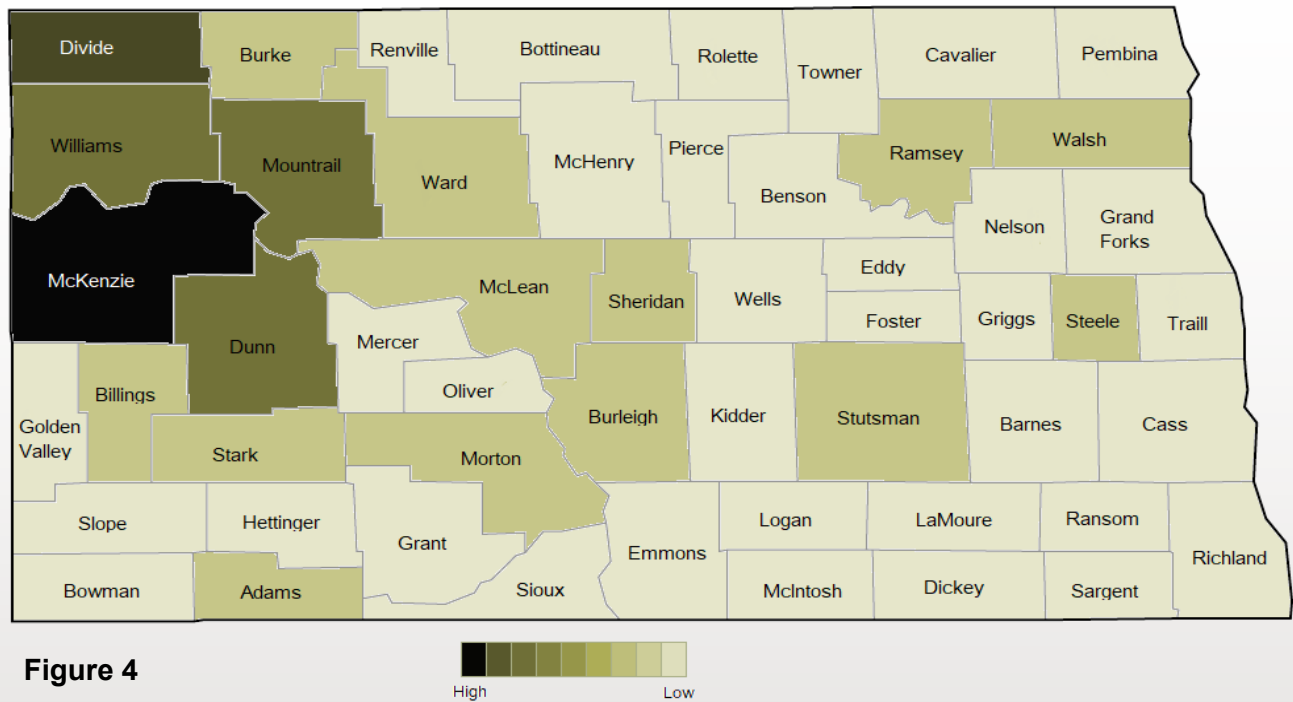 Divide
Burke
Renville
Bottineau
Rolette
Towner
Cavalier
Pembina
Williams
Mountrail
Ward
McHenry
Pierce
Benson
Ramsey
Walsh
Nelson
Grand
Forks
McKenzie
Dunn
McLean
Sheridan
Wells
Eddy
Foster
Griggs
Steele
Traill
Mercer
Oliver
Golden
Valley
Billings
Stark
Morton
Burleigh
Kidder
Stutsman
Barnes
Cass
Slope
Hettinger
Grant
Sioux
Emmons
Logan
LaMoure
Ransom
Richland
Bowman
Adams
McIntosh
Dickey
Sargent
Figure 4
High
Low